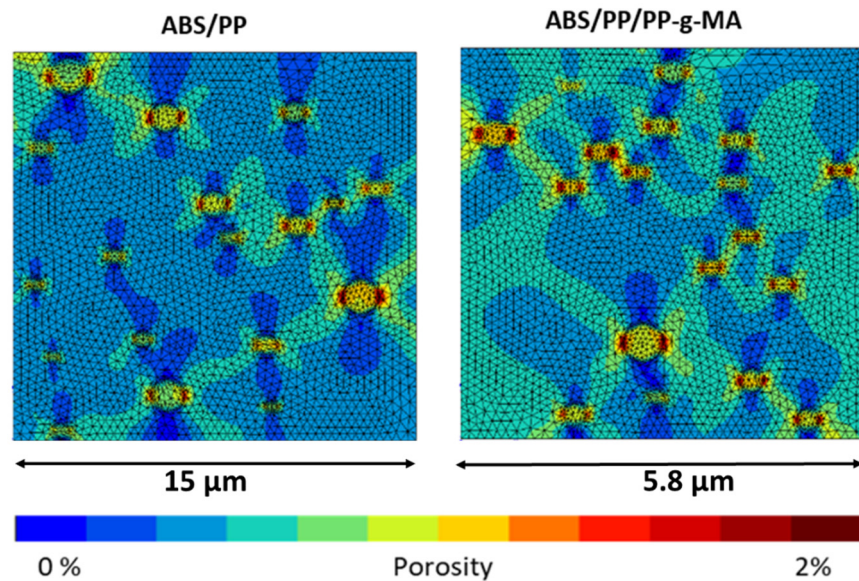 ABS/PP
ABS/PP/PP-g-MA
15 μm
5.8 μm
0 %
Porosity
2%